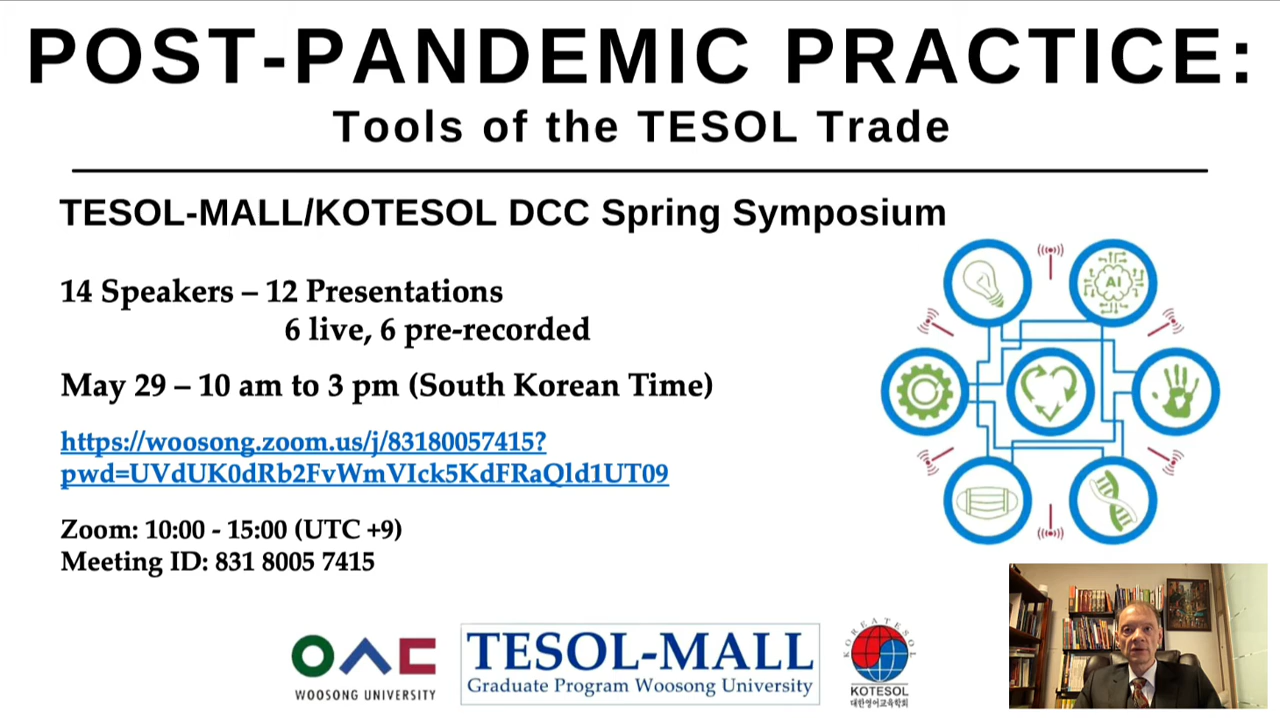 POST-PANDEMIC PRACTICE:
Tools of the TESOL Trade
TESOL-MALL/KOTESOL DCC Spring Symposium
14 Speakers – 12 Presentations
6 live, 6 pre-recorded
May 29 – 10 am to 3 pm (South Korean Time)
https://woosong.zoom.us/j/83180057415?
pwd=UVdUK0dRb2FvWmVIck5KdFRaQld1UT09
Zoom: 10:00 - 15:00 (UTC +9)
Meeting ID: 831 8005 7415
AI
WOOSONG UNIVERSITY
TESOL-MALL
Graduate Program Woosong University
KOREA TESOL
KOTESOL
대한영어교육학회